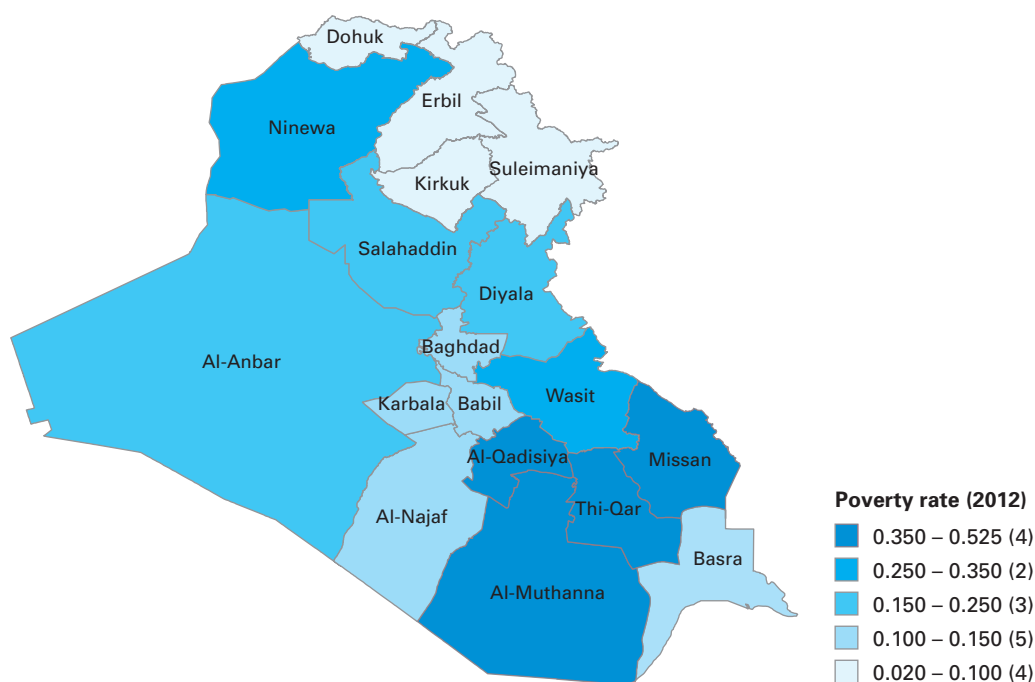 Dohuk
Erbil
Ninewa
Suleimaniya
Kirkuk
Salahaddin
Diyala
Baghdad
Al-Anbar
Wasit
Karbala
Babil
Al-Qadisiya
Missan
Thi-Qar
Al-Najaf
Basra
Al-Muthanna
Poverty rate (2012)
0.350 – 0.525 (4)
0.250 – 0.350 (2)
0.150 – 0.250 (3)
0.100 – 0.150 (5)
0.020 – 0.100 (4)